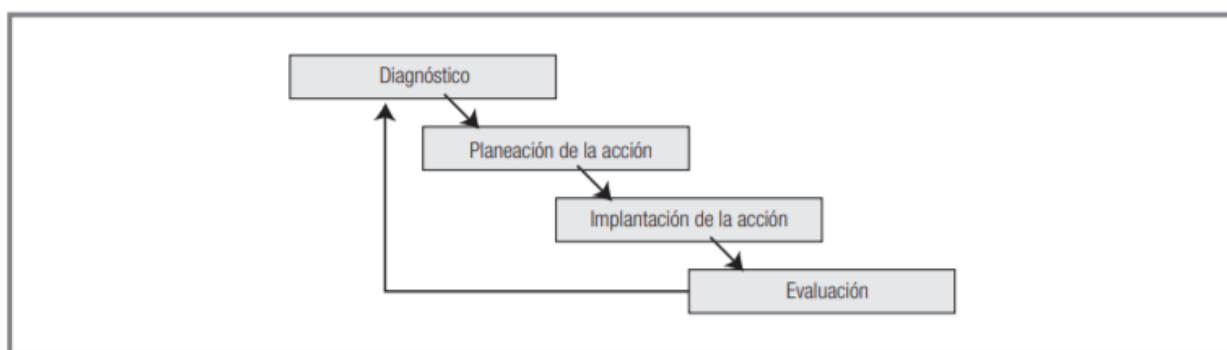 Diagnóstico
Planeación de la acción
Implantación de la acción
Evaluación